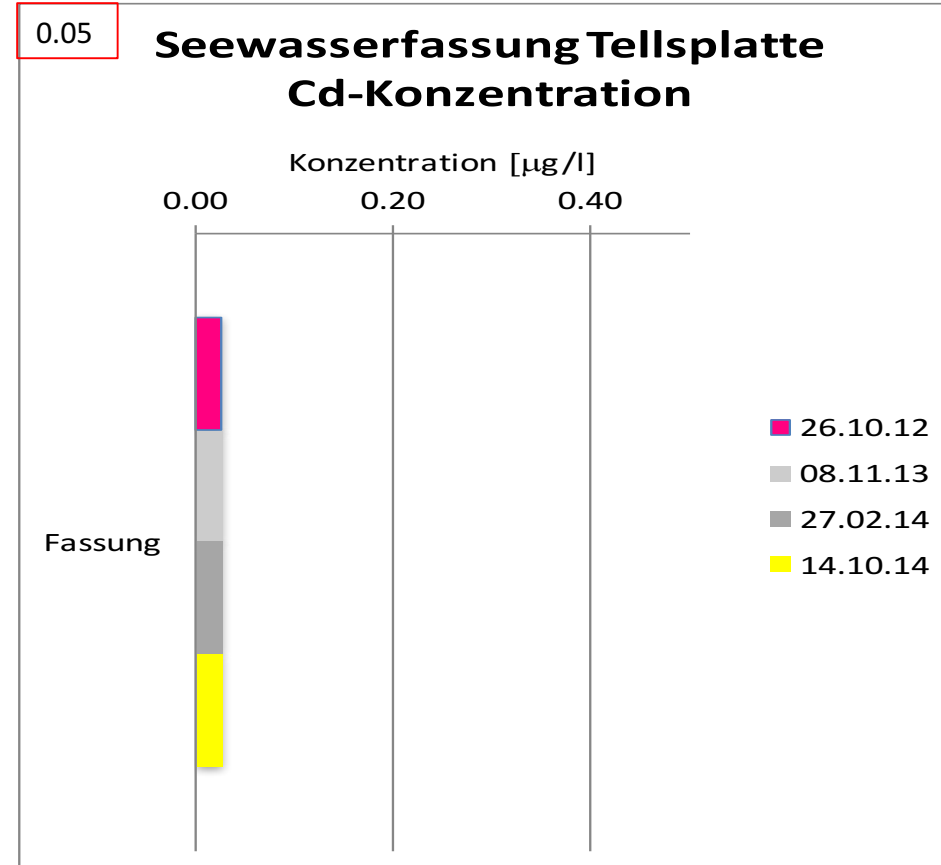 0.05
Seewasserfassung Tellsplatte
Cd-Konzentration
Konzentration [µg/l]
0.00 0.20 0.40
Fassung
26.10.12
08.11.13
27.02.14
14.10.14